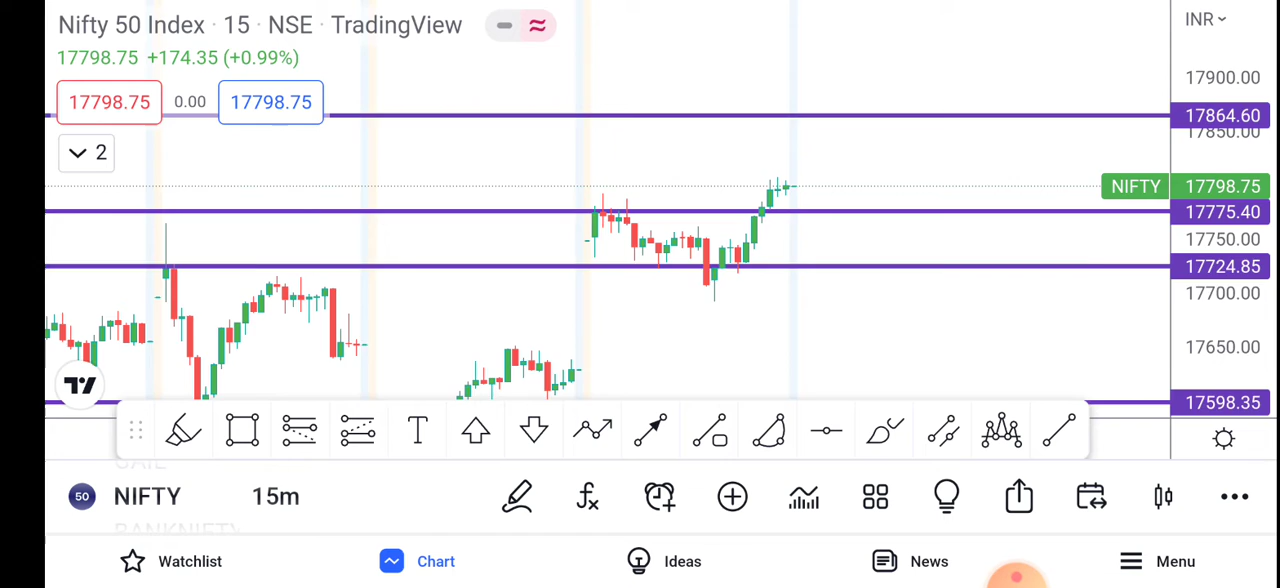 Nifty 50 Index · 15 · NSE · TradingView
INR
17798.75 +174.35 (+0.99%)
17900.00
17798.75 0.00 17798.75
17864.60
17850.00
2
NIFTY 17798.75
17775.40
17750.00
17724.85
17700.00
17650.00
17598.35
T
GAIL
50 NIFTY 15m
BANKNIFTY
Watchlist Chart Ideas News Menu